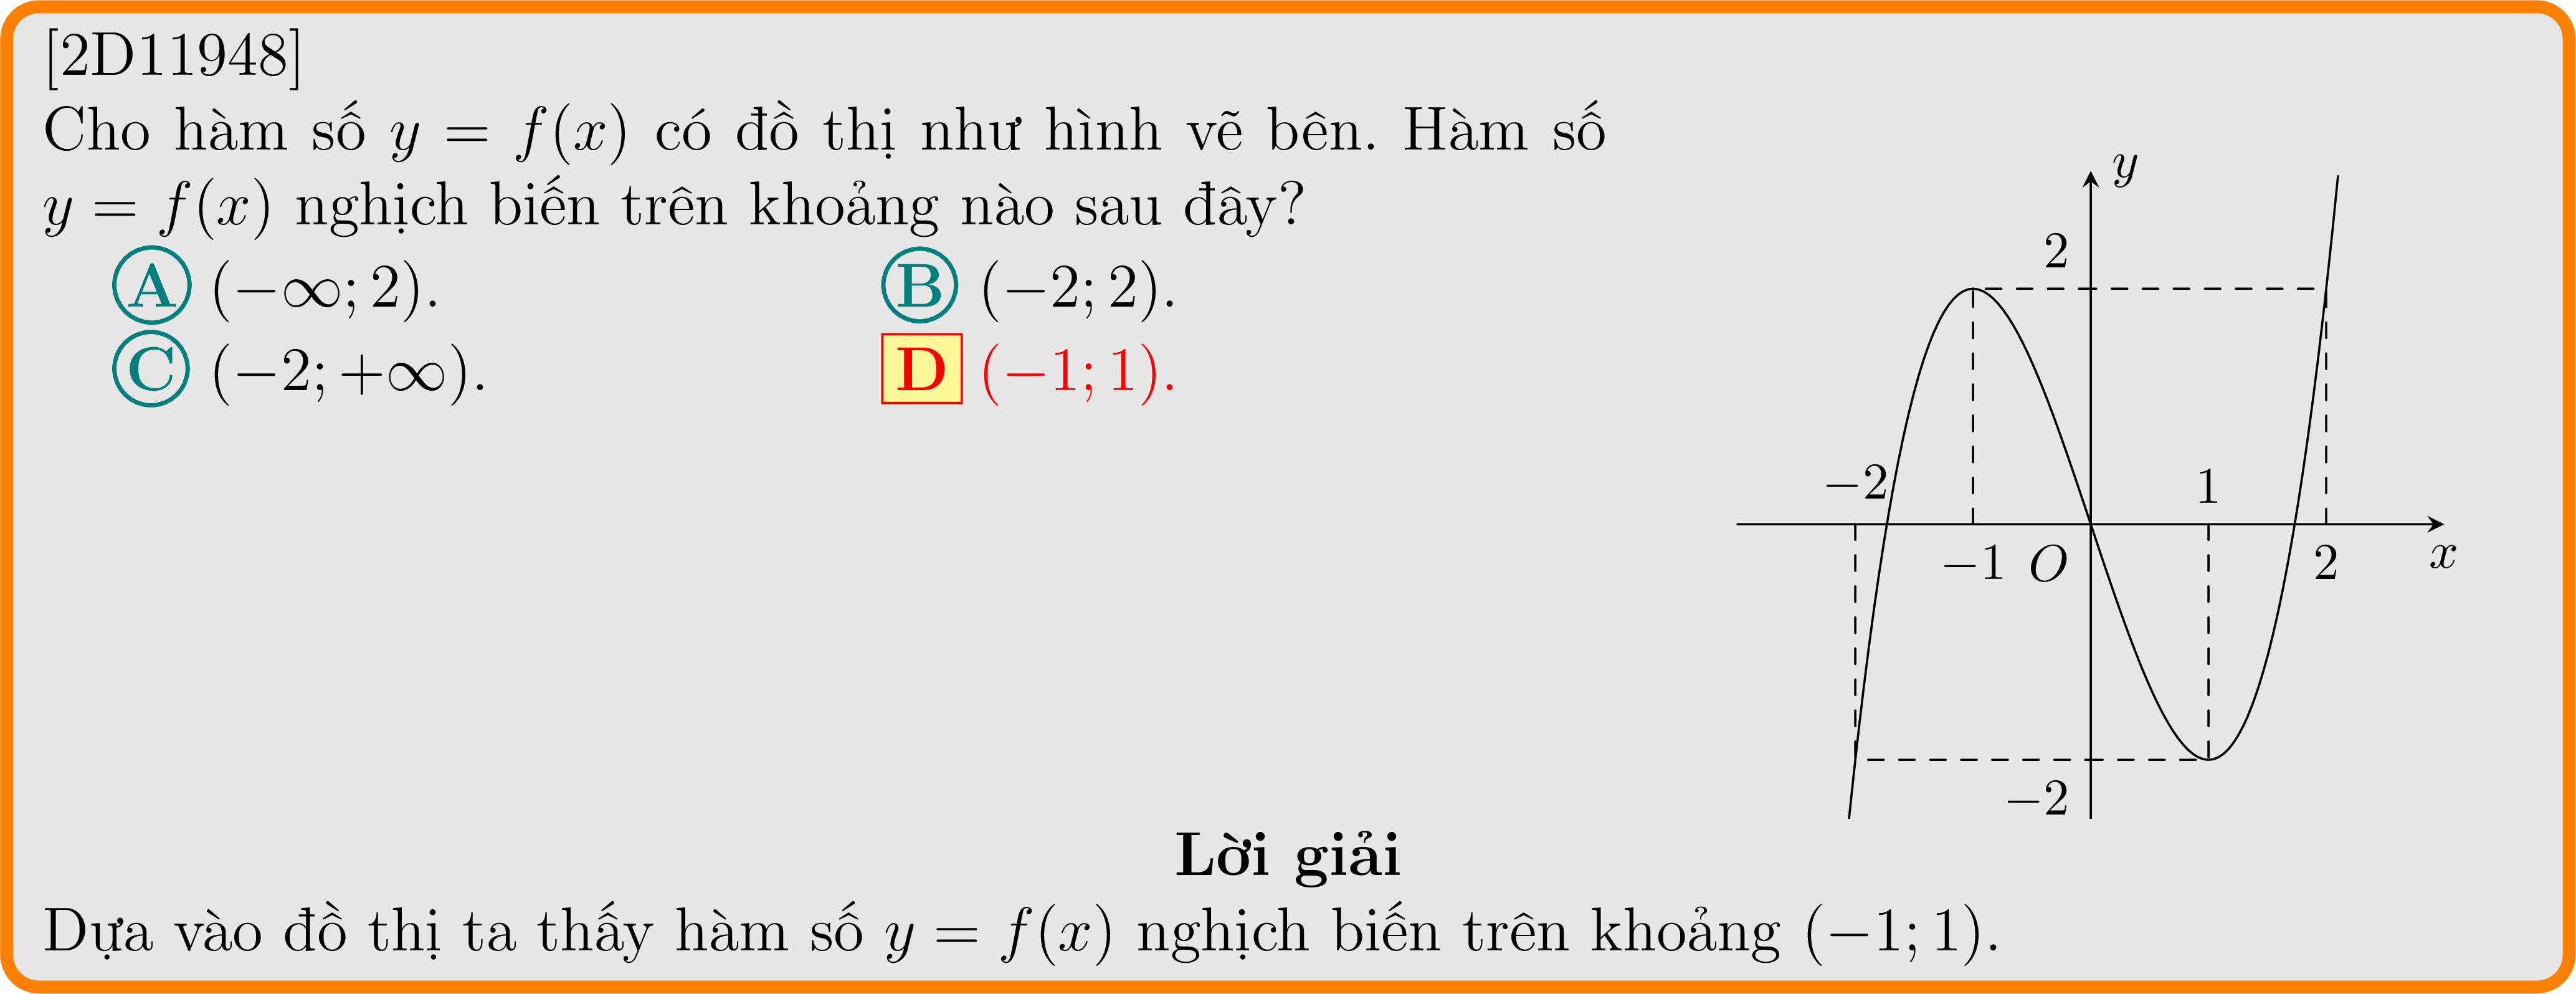 [2D11948]
Cho hàm số y = f(x) có đồ thị như hình vẽ bên. Hàm số
y = f(x) nghịch biến trên khoảng nào sau đây?
A (−∞; 2). B (−2; 2).
C (−2; +∞). D (−1; 1).
y
2
−2 1
−1 O 2 x
−2
Lời giải
Dựa vào đồ thị ta thấy hàm số y = f(x) nghịch biến trên khoảng (−1; 1).